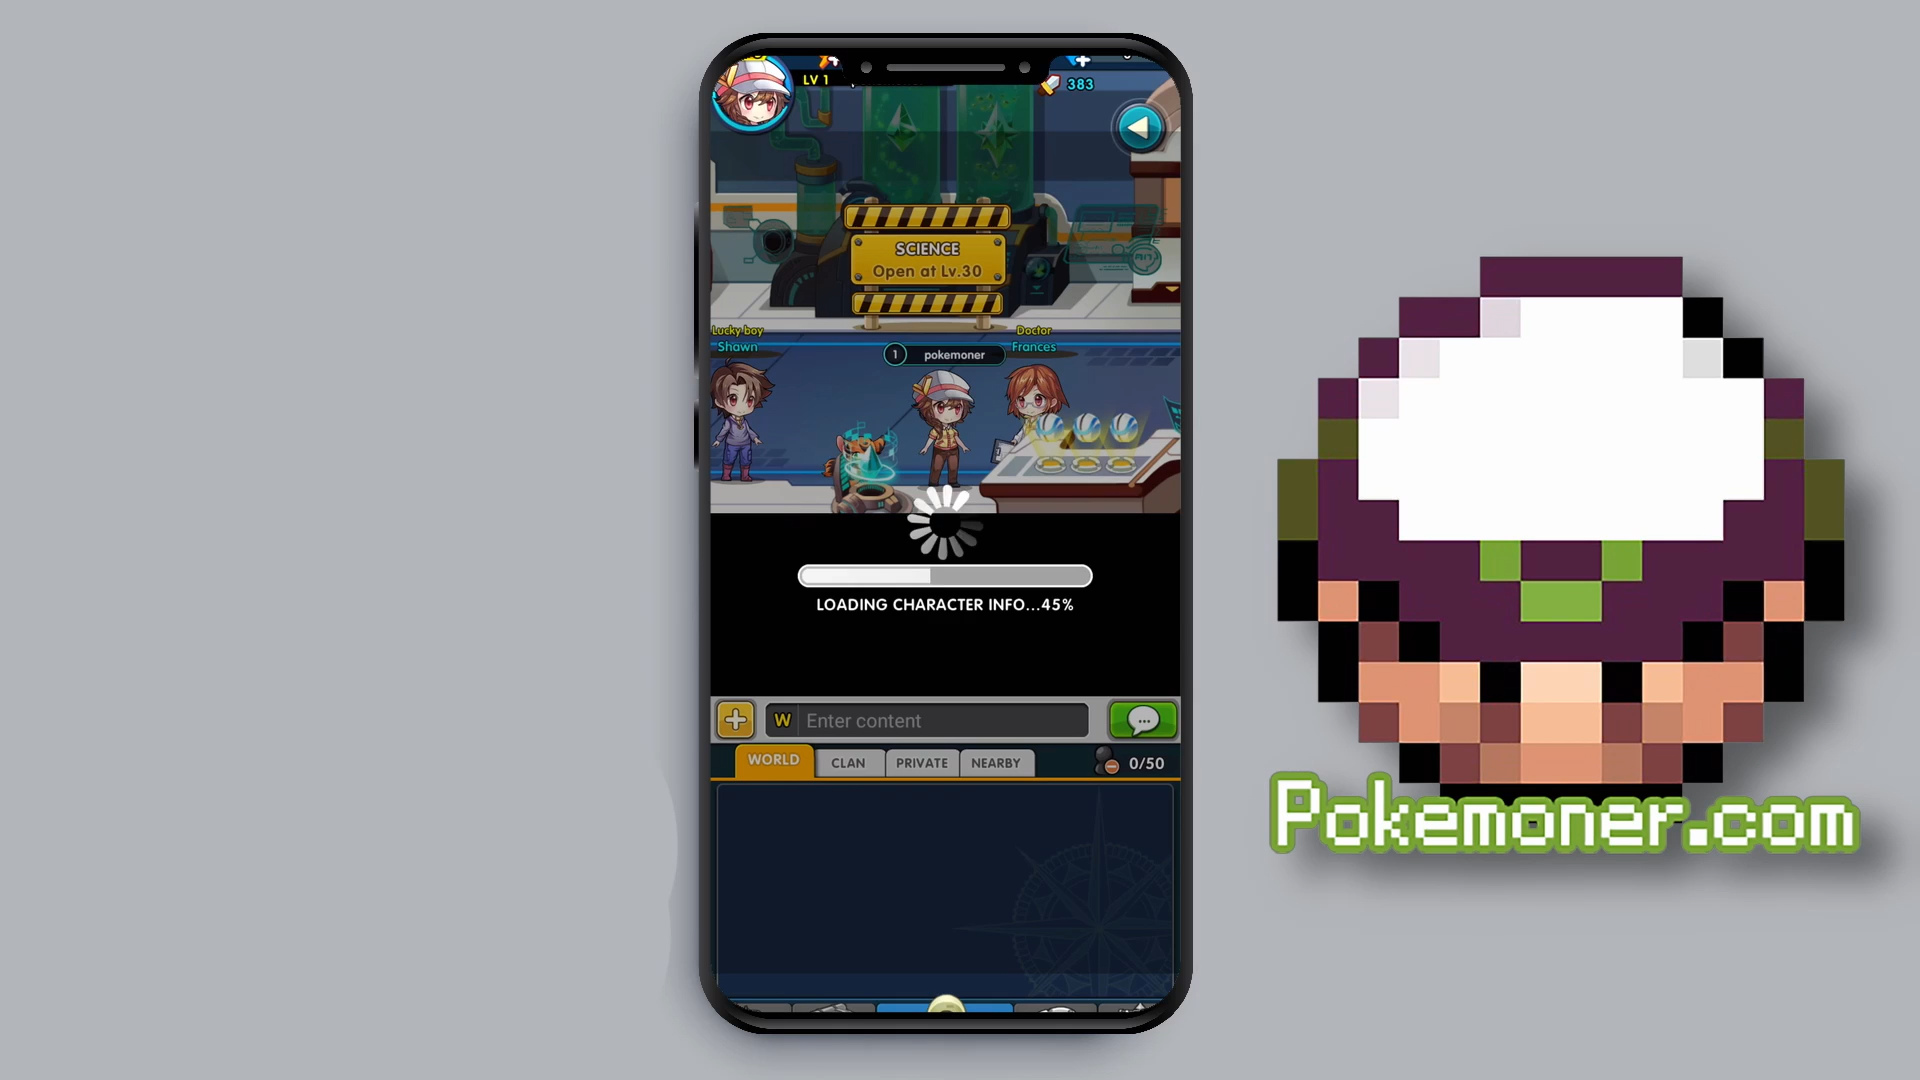 LV 1
383
SCIENCE
Open at Lv.30
Lucky boy
Shawn
1 pokemoner
Doctor
Frances
LOADING CHARACTER INFO...45%
W Enter content
WORLD CLAN PRIVATE NEARBY 0/50
Pokemoner.com